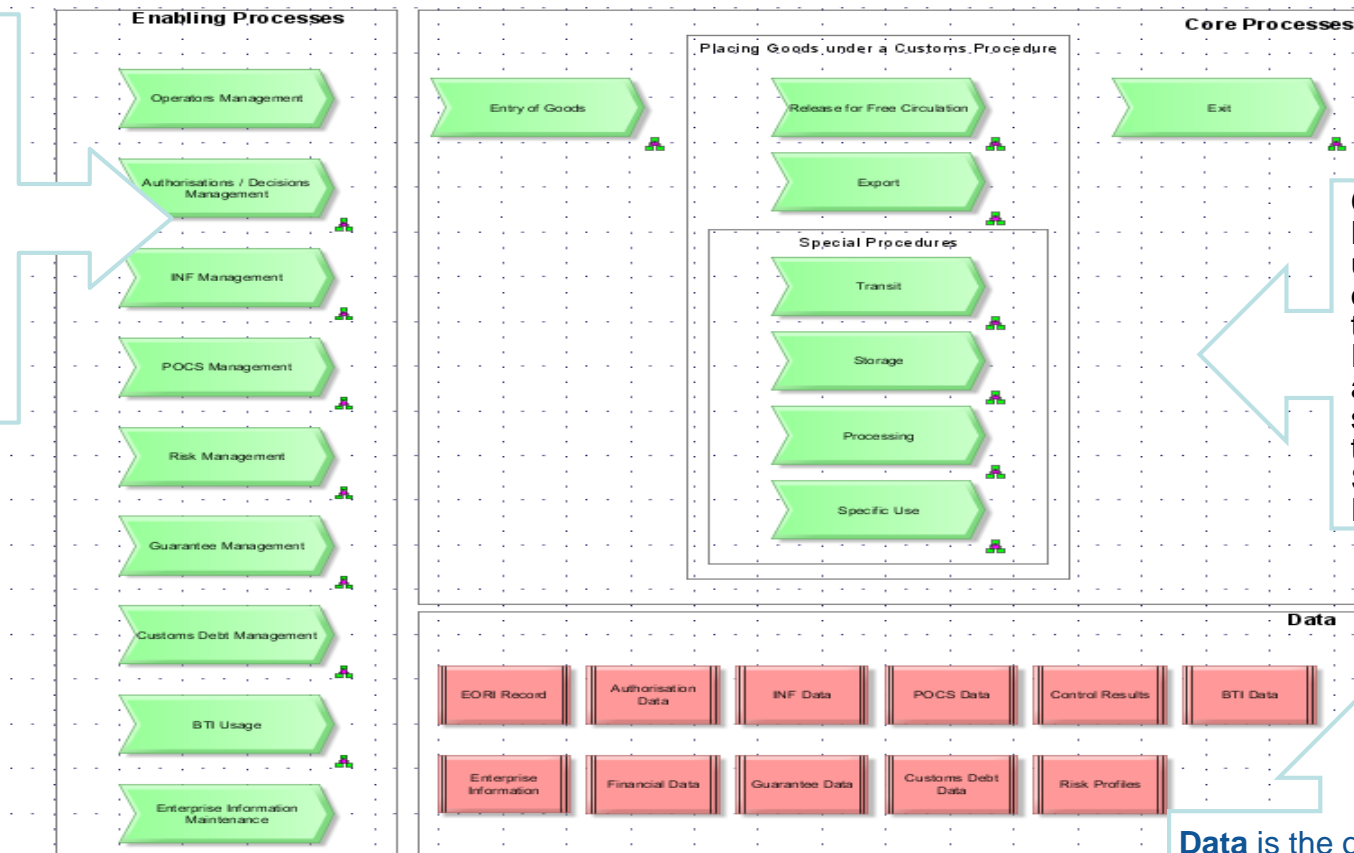 Enabling Processes
Operators Management
Authorisations / Decisions
Management
INF Management
POCS Management
Risk Management
Guarantee Management
Customs Debt Management
BTI Usage
Enterprise Information
Maintenance
Core Processes
Entry of Goods
Placing Goods under a Customs Procedure
Release for Free Circulation
Export
Special Procedures
Transit
Storage
Processing
Specific Use
Exit
Data
EORI Record
Authorisation
Data
INF Data
POCS Data
Control Results
BTI Data
Enterprise
Information
Financial Data
Guarantee Data
Customs Debt
Data
Risk Profiles
Data is the